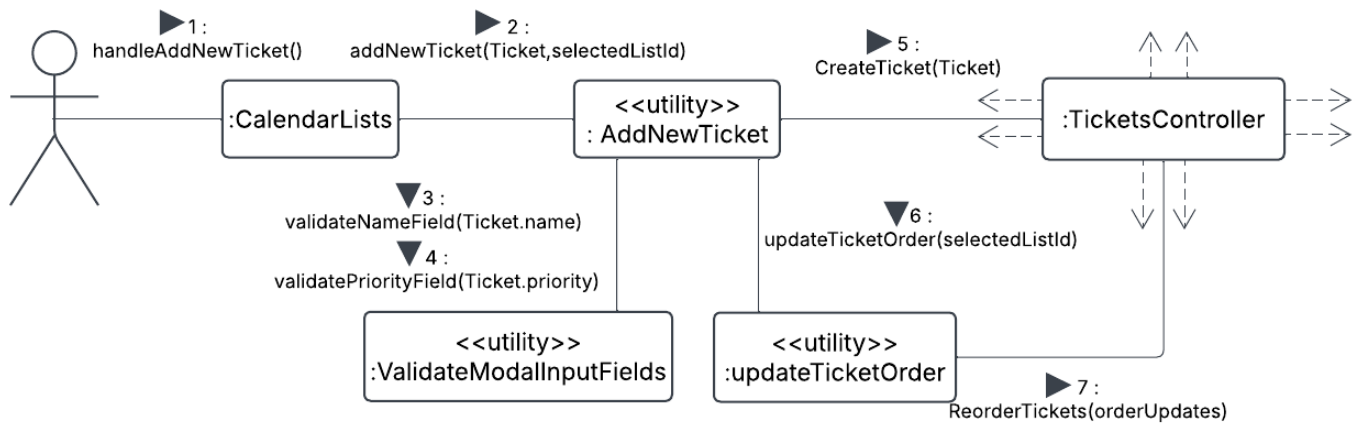 1 :
handleAddNewTicket()
2 :
addNewTicket(Ticket,selectedListId)
5 :
CreateTicket(Ticket)
:CalendarLists
<<utility>>
: AddNewTicket
:TicketsController
3 :
validateNameField(Ticket.name)
4 :
validatePriorityField(Ticket.priority)
6 :
updateTicketOrder(selectedListId)
<<utility>>
:ValidateModalInputFields
<<utility>>
:updateTicketOrder
7 :
ReorderTickets(orderUpdates)